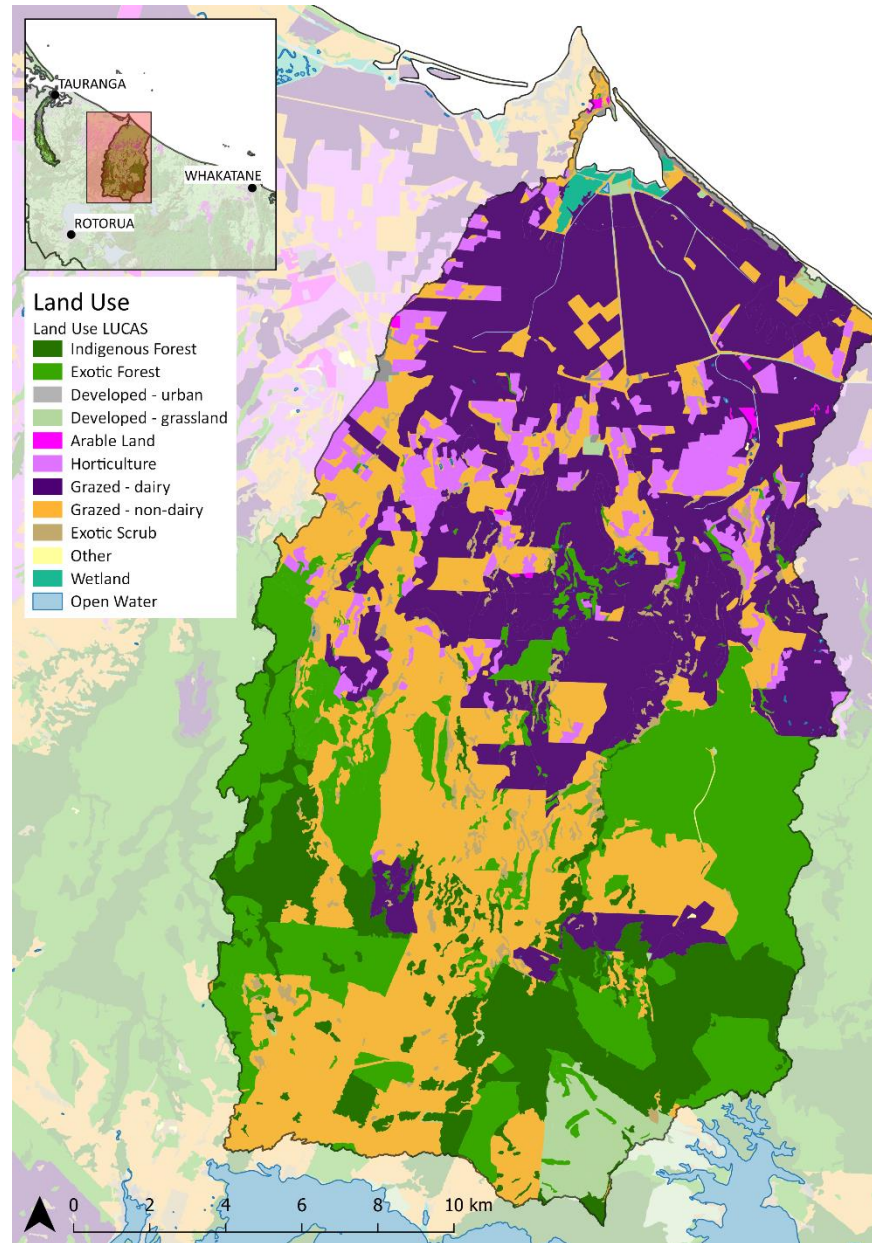 TAURANGA
WHAKATANE
ROTORUA
Land Use
Land Use LUCAS
Indigenous Forest
Exotic Forest
Developed - urban
Developed - grassland
Arable Land
Horticulture
Grazed - dairy
Grazed - non-dairy
Exotic Scrub
Other
Wetland
Open Water
0 2 4 6 8 10 km